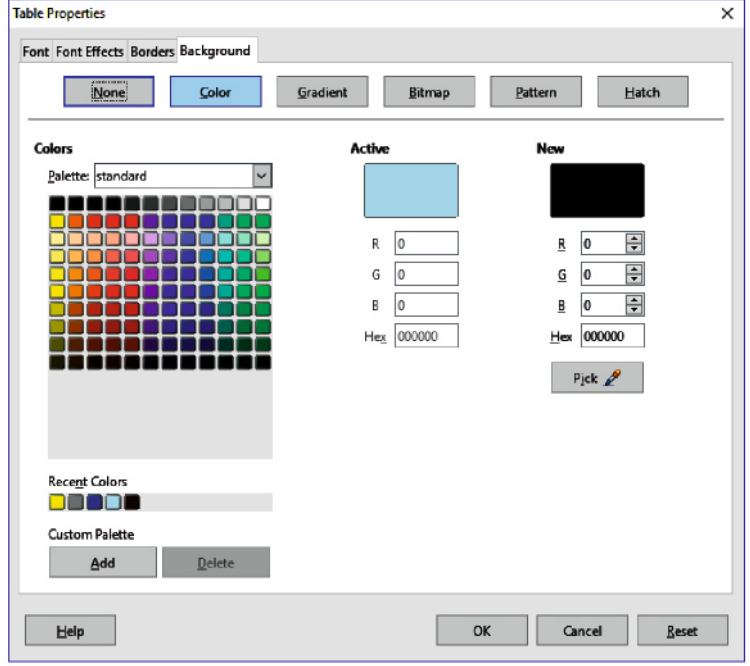 Table Properties
Font Font Effects Borders Background
None Color Gradient Bitmap Pattern Hatch
Colors Active New
Palette: standard
R 0 R 0
G 0 G 0
B 0 B 0
Hex 000000 Hex 000000
Pick
Recent Colors
Custom Palette
Add Delete
Help OK Cancel Reset